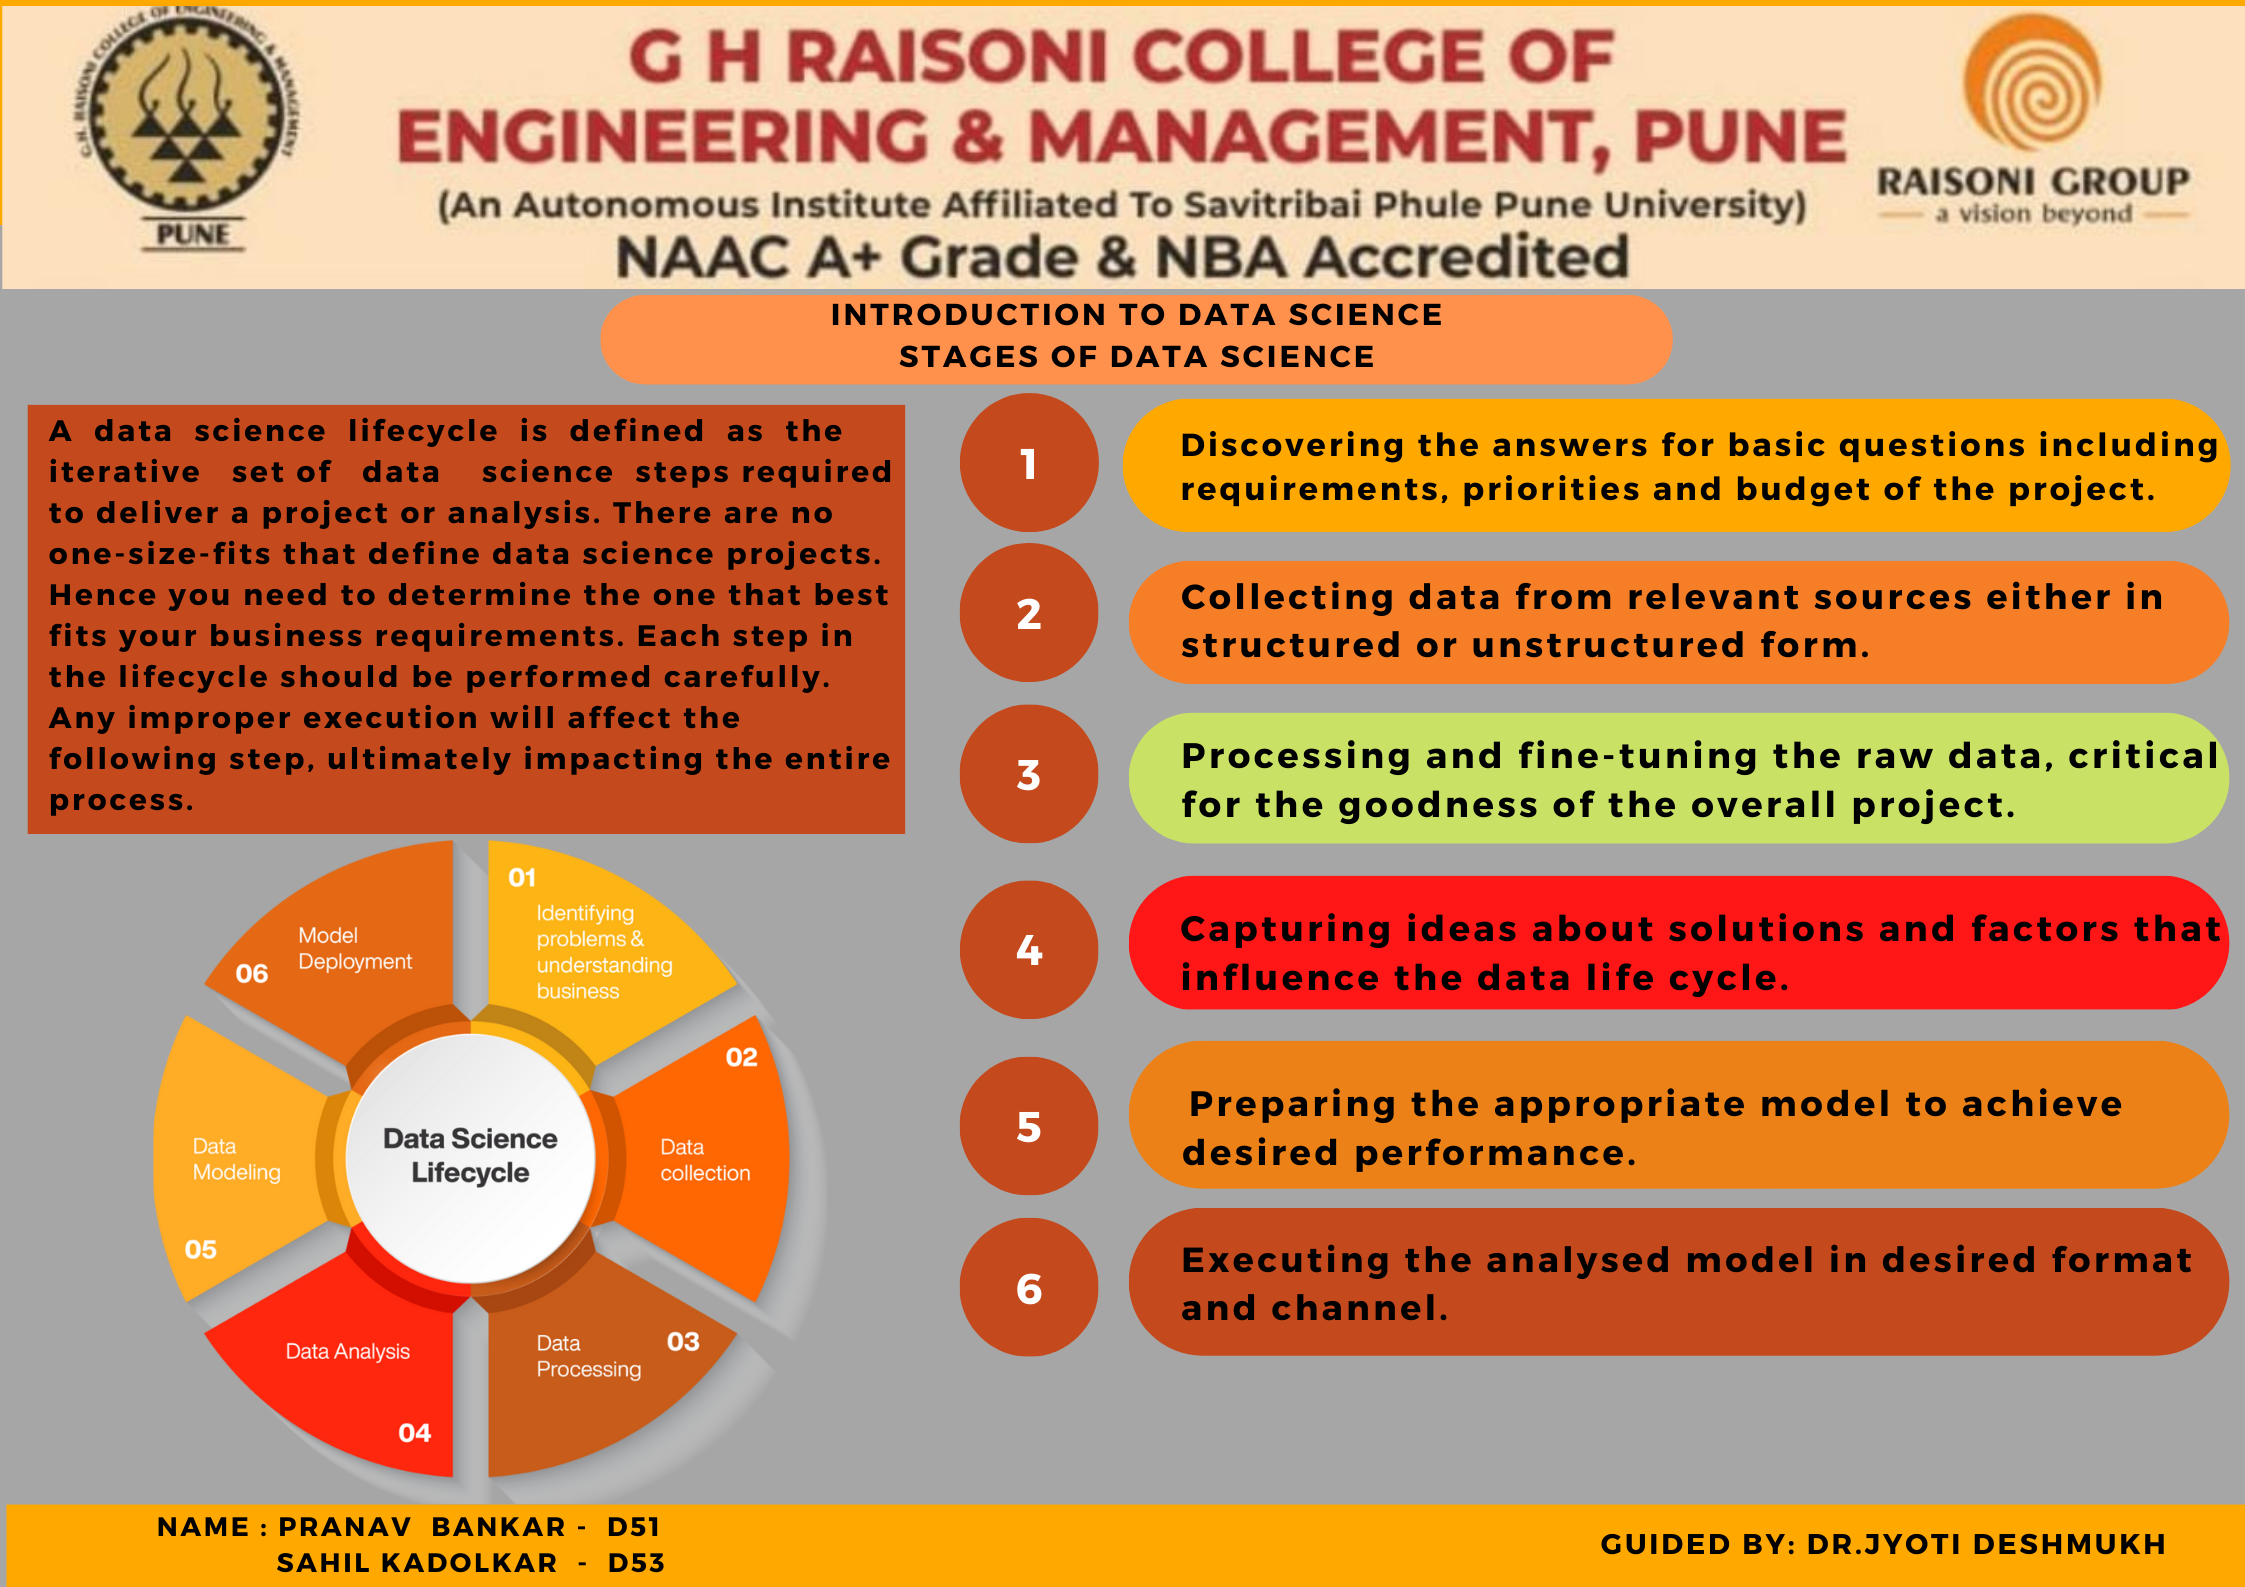 G.H. RAISONI COLLEGE OF ENGINEERING & MANAGEMENT
PUNE
G H RAISONI COLLEGE OF
ENGINEERING & MANAGEMENT, PUNE
(An Autonomous Institute Affiliated To Savitribai Phule Pune University)
NAAC A+ Grade & NBA Accredited
RAISONI GROUP
a vision beyond
INTRODUCTION TO DATA SCIENCE
STAGES OF DATA SCIENCE
A data science lifecycle is defined as the
iterative set of data science steps required
to deliver a project or analysis. There are no
one-size-fits that define data science projects.
Hence you need to determine the one that best
fits your business requirements. Each step in
the lifecycle should be performed carefully.
Any improper execution will affect the
following step, ultimately impacting the entire
process.
01
Identifying
problems &
understanding
business
02
Data
collection
03
Data
Processing
04
Data Analysis
05
Data
Modeling
06
Model
Deployment
Data Science
Lifecycle
1
Discovering the answers for basic questions including
requirements, priorities and budget of the project.
2
Collecting data from relevant sources either in
structured or unstructured form.
3
Processing and fine-tuning the raw data, critical
for the goodness of the overall project.
4
Capturing ideas about solutions and factors that
influence the data life cycle.
5
Preparing the appropriate model to achieve
desired performance.
6
Executing the analysed model in desired format
and channel.
NAME : PRANAV BANKAR - D51
SAHIL KADOLKAR - D53
GUIDED BY: DR.JYOTI DESHMUKH